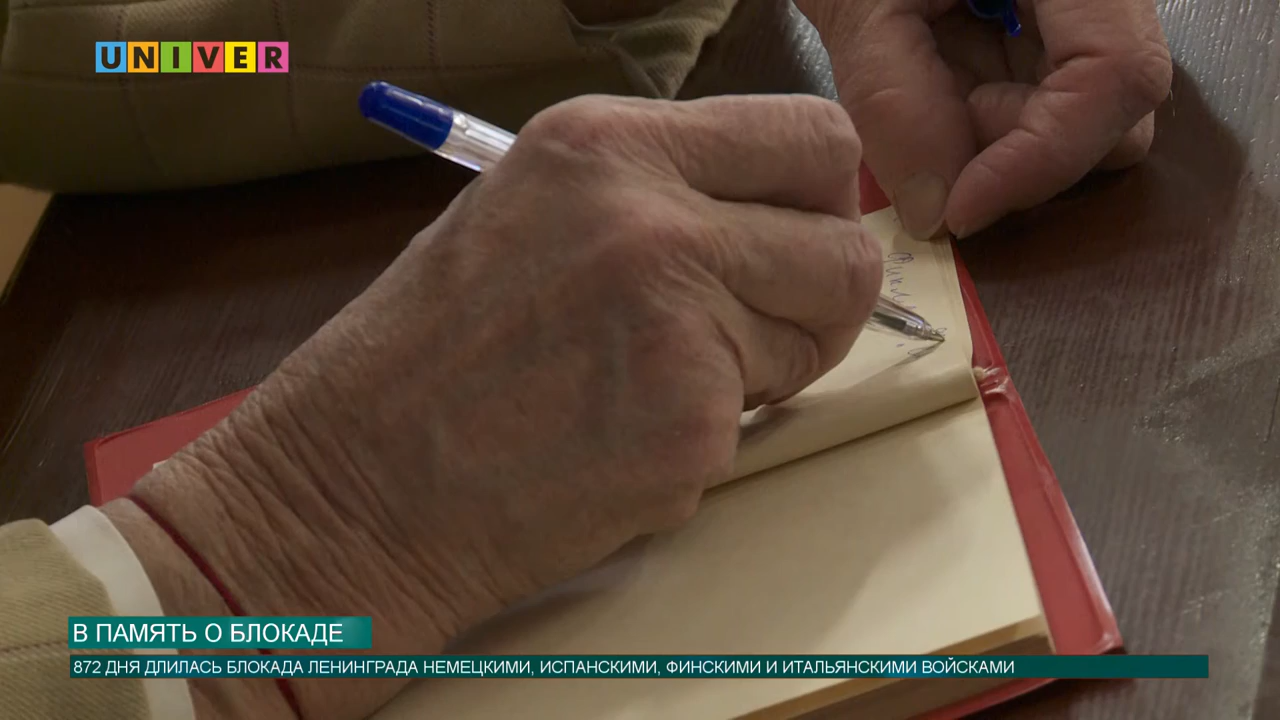 UNIVER
В ПАМЯТЬ О БЛОКАДЕ
872 ДНЯ ДЛИЛАСЬ БЛОКАДА ЛЕНИНГРАДА НЕМЕЦКИМИ, ИСПАНСКИМИ, ФИНСКИМИ И ИТАЛЬЯНСКИМИ ВОЙСКАМИ